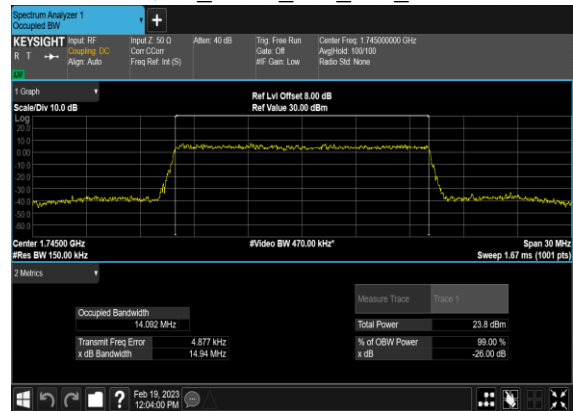 Spectrum Analyzer 1
Occupied BW
+
KEYSIGHT Input: RF Input Z: 50 Ω Atten: 40 dB Trig: Free Run Center Freq: 1.745000000 GHz
R T Coupling: DC Corr CCorr Gate: Off Avg|Hold: 100/100
Align: Auto Freq Ref: Int (S) #IF Gain: Low Radio Std: None
LXI
1 Graph
Ref Lvl Offset 8.00 dB
Scale/Div 10.0 dB Ref Value 30.00 dBm
Log
20.0
10.0
0.00
-10.0
-20.0
-30.0
-40.0
-50.0
-60.0
Center 1.74500 GHz #Video BW 470.00 kHz* Span 30 MHz
#Res BW 150.00 kHz Sweep 1.67 ms (1001 pts)
2 Metrics
Measure Trace Trace 1
Occupied Bandwidth
14.092 MHz Total Power 23.8 dBm
Transmit Freq Error 4.877 kHz % of OBW Power 99.00 %
x dB Bandwidth 14.94 MHz x dB -26.00 dB
? Feb 19, 2023
12:04:00 PM